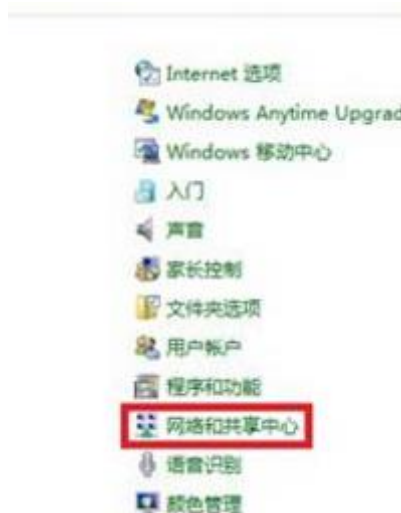 Internet 选项
Windows Anytime Upgrad
Windows 移动中心
入门
声音
家长控制
文件夹选项
用户帐户
程序和功能
网络和共享中心
语音识别
颜色管理